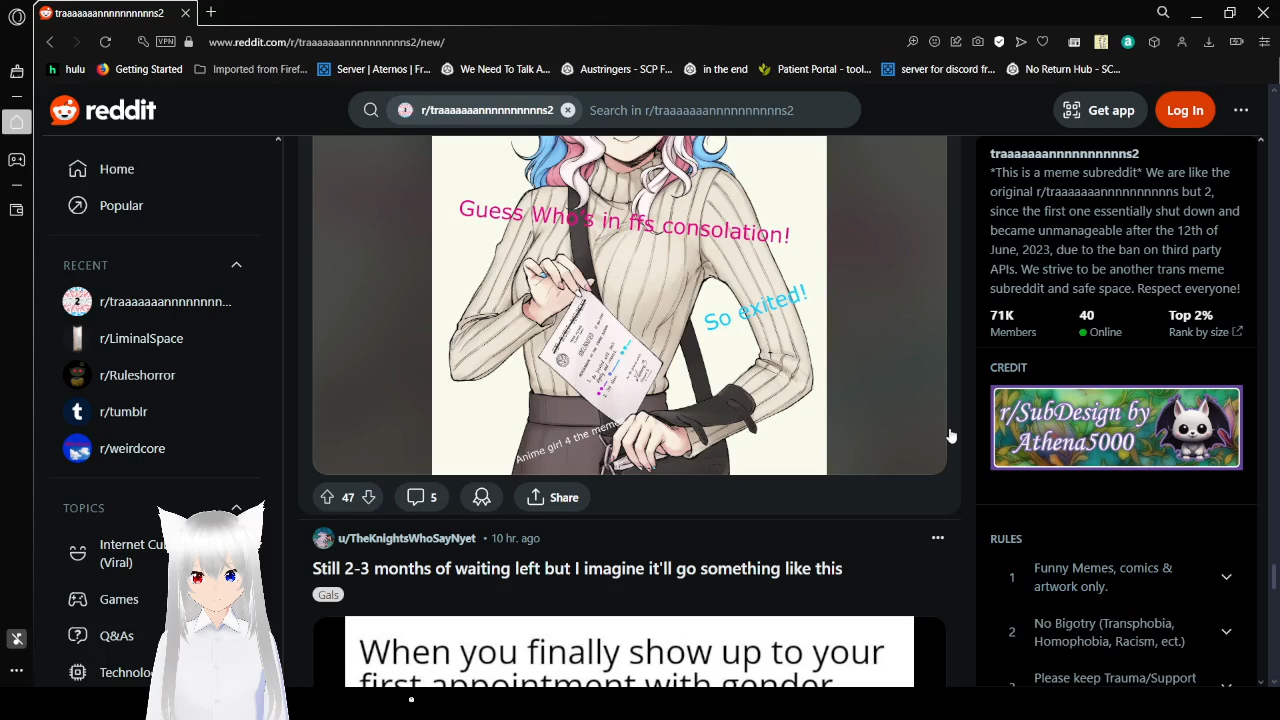 traaaaaaannnnnnnnnns2
VPN
www.reddit.com/r/traaaaaaannnnnnnnnns2/new/
hulu
Getting Started
Imported from Firef...
Server | Aternos | Fr...
We Need To Talk A...
Austringers - SCP F...
in the end
Patient Portal - tool...
server for discord fr...
No Return Hub - SC...
reddit
r/traaaaaaannnnnnnnnns2
Search in r/traaaaaaannnnnnnnnns2
Get app
Log In
Home
Popular
RECENT
r/traaaaaaannnnnnn...
r/LiminalSpace
r/Ruleshorror
r/tumblr
r/weirdcore
TOPICS
Internet Cu
(Viral)
Games
Q&As
Technolo
Guess Who's in ffs consolation!
So exited!
Anime girl 4 the meme
47
5
Share
u/TheKnightsWhoSayNyet • 10 hr. ago
Still 2-3 months of waiting left but I imagine it'll go something like this
Gals
When you finally show up to your
first appointment with gender
traaaaaaannnnnnnnnns2
*This is a meme subreddit* We are like the
original r/traaaaaaannnnnnnnnns but 2,
since the first one essentially shut down and
became unmanageable after the 12th of
June, 2023, due to the ban on third party
APIs. We strive to be another trans meme
subreddit and safe space. Respect everyone!
71K
Members
40
Online
Top 2%
Rank by size
CREDIT
r/SubDesign by
Athena5000
RULES
1
Funny Memes, comics &
artwork only.
2
No Bigotry (Transphobia,
Homophobia, Racism, ect.)
Please keep Trauma/Support